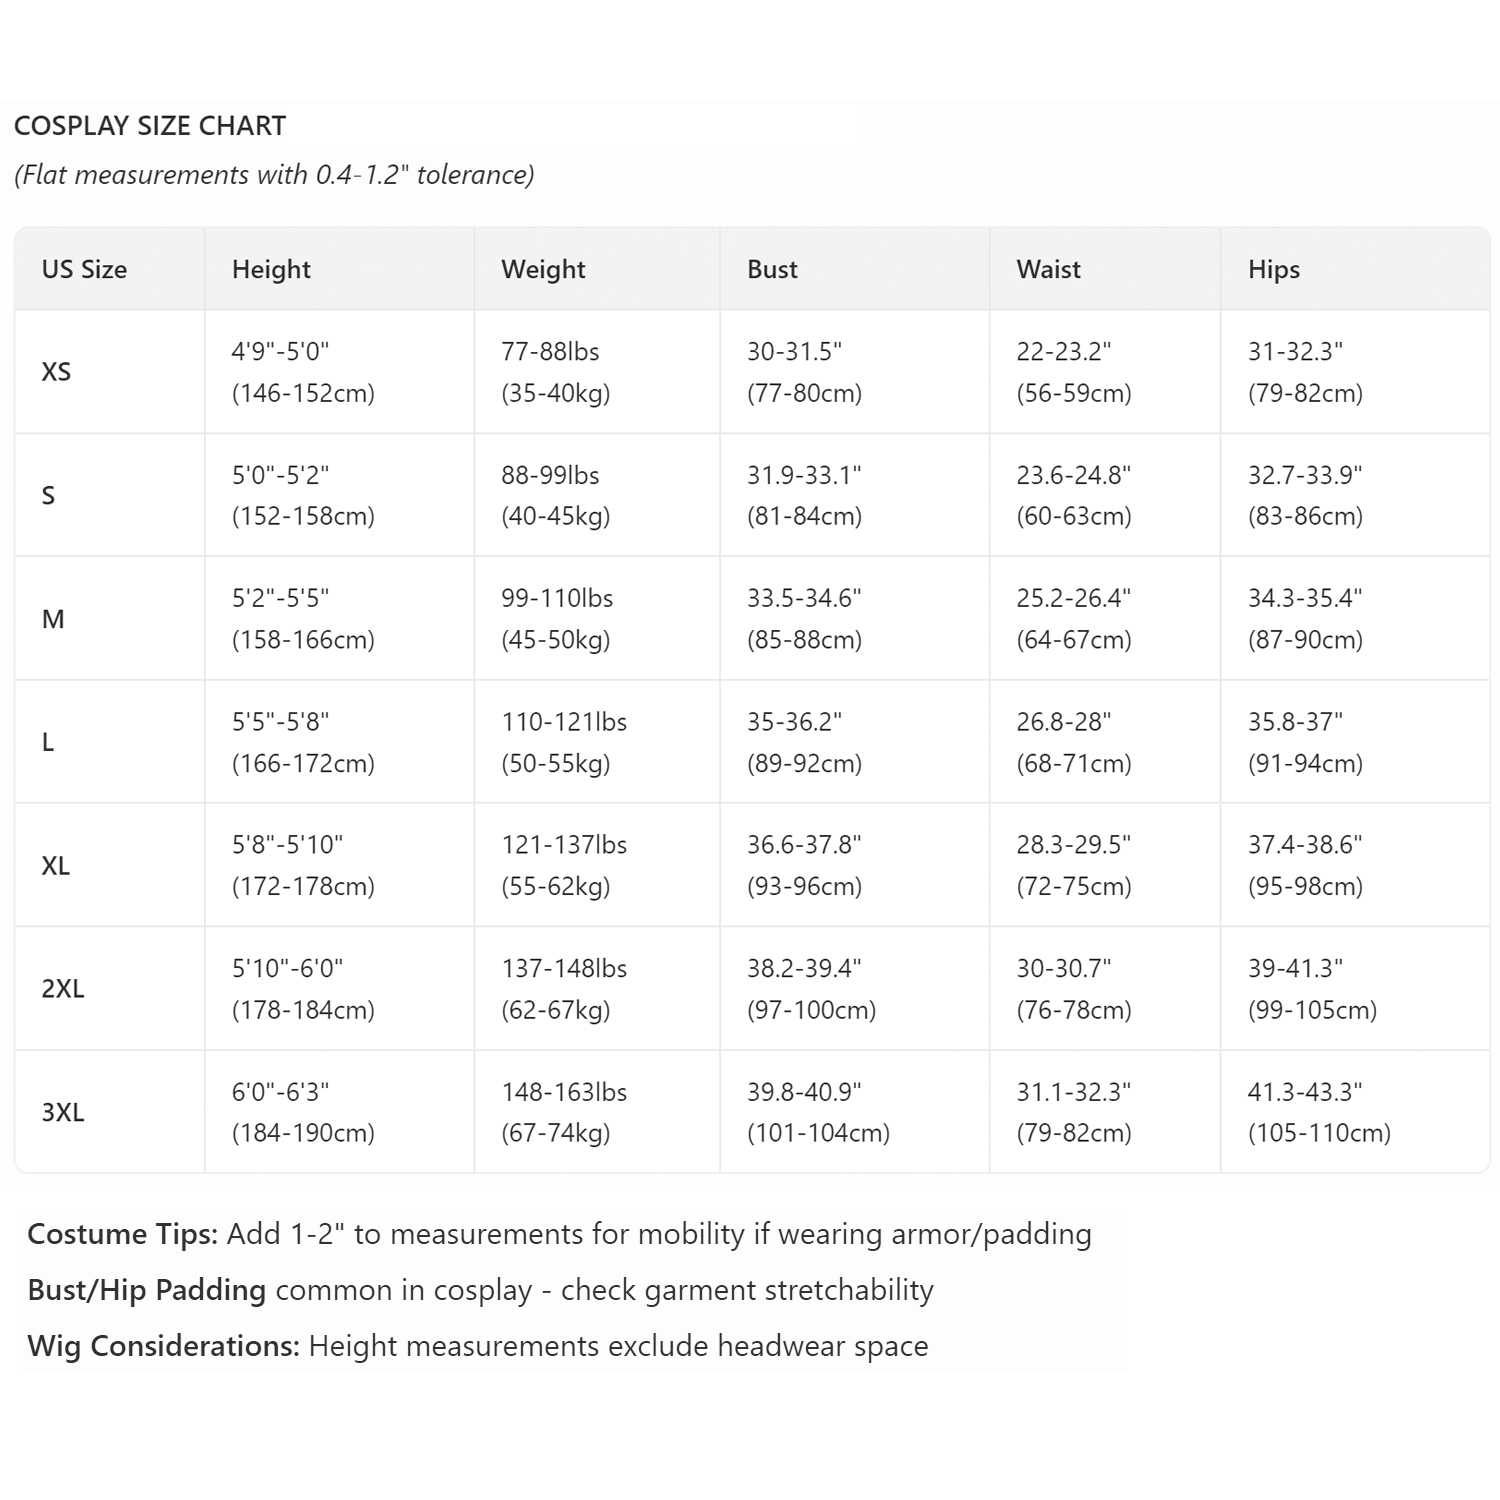 COSPLAY SIZE CHART
(Flat measurements with 0.4-1.2" tolerance)
US Size Height Weight Bust Waist Hips
XS
4'9"-5'0" 77-88lbs 30-31.5" 22-23.2" 31-32.3"
(146-152cm) (35-40kg) (77-80cm) (56-59cm) (79-82cm)
S
5'0"-5'2" 88-99lbs 31.9-33.1" 23.6-24.8" 32.7-33.9"
(152-158cm) (40-45kg) (81-84cm) (60-63cm) (83-86cm)
M
5'2"-5'5" 99-110lbs 33.5-34.6" 25.2-26.4" 34.3-35.4"
(158-166cm) (45-50kg) (85-88cm) (64-67cm) (87-90cm)
L
5'5"-5'8" 110-121lbs 35-36.2" 26.8-28" 35.8-37"
(166-172cm) (50-55kg) (89-92cm) (68-71cm) (91-94cm)
XL
5'8"-5'10" 121-137lbs 36.6-37.8" 28.3-29.5" 37.4-38.6"
(172-178cm) (55-62kg) (93-96cm) (72-75cm) (95-98cm)
2XL
5'10"-6'0" 137-148lbs 38.2-39.4" 30-30.7" 39-41.3"
(178-184cm) (62-67kg) (97-100cm) (76-78cm) (99-105cm)
3XL
6'0"-6'3" 148-163lbs 39.8-40.9" 31.1-32.3" 41.3-43.3"
(184-190cm) (67-74kg) (101-104cm) (79-82cm) (105-110cm)
Costume Tips: Add 1-2" to measurements for mobility if wearing armor/padding
Bust/Hip Padding common in cosplay - check garment stretchability
Wig Considerations: Height measurements exclude headwear space